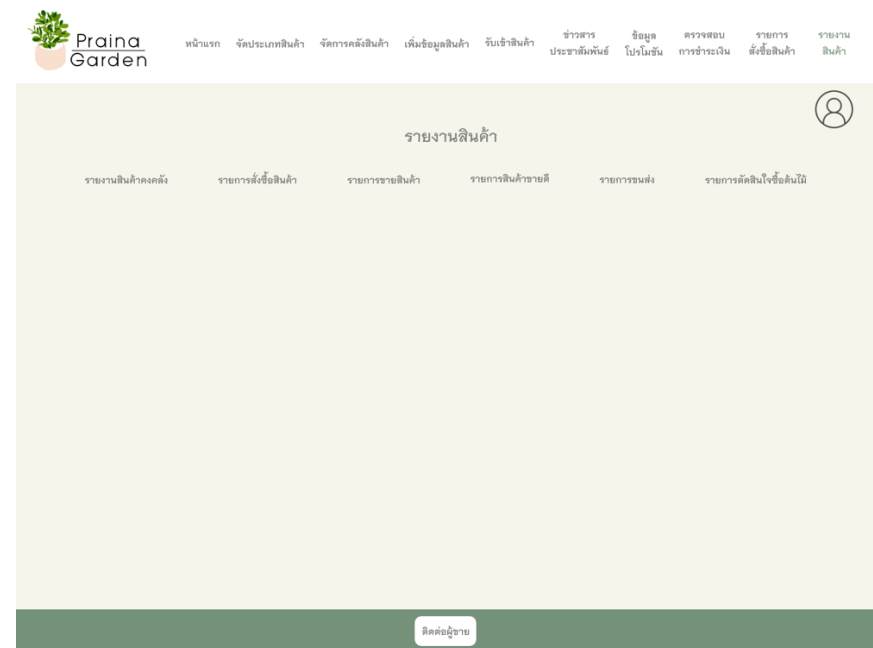 Praina
Garden
หน้าแรก
จัดประเภทสินค้า
จัดการคลังสินค้า
เพิ่มข้อมูลสินค้า
รับเข้าสินค้า
ข่าวสาร
ประชาสัมพันธ์
ข้อมูล
โปรโมชัน
ตรวจสอบ
การชำระเงิน
รายการ
สั่งซื้อสินค้า
รายงาน
สินค้า
รายงานสินค้า
รายงานสินค้าคงคลัง
รายการสั่งซื้อสินค้า
รายการขายสินค้า
รายการสินค้าขายดี
รายการขนส่ง
รายการตัดสินใจซื้อต้นไม้
ติดต่อผู้ขาย